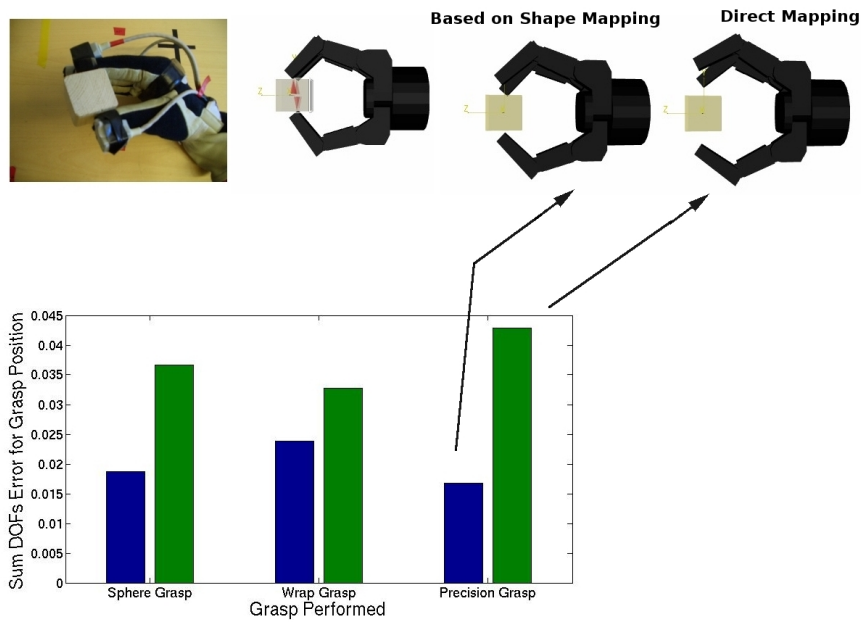 Based on Shape Mapping
Direct Mapping
Y
Z
Z
Z
0.045
0.04
0.035
0.03
0.025
0.02
0.015
0.01
0.005
0
Sum DOFs Error for Grasp Position
Sphere Grasp
Wrap Grasp
Precision Grasp
Grasp Performed